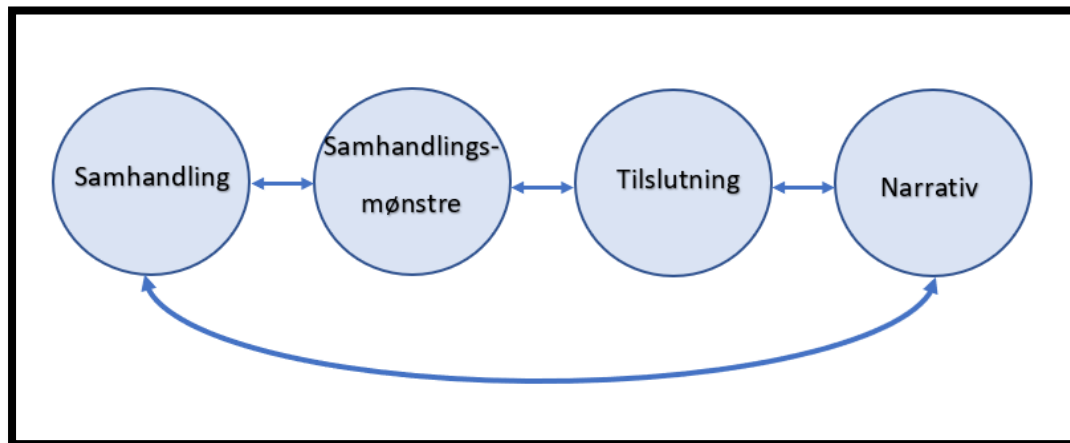 Samhandling
Samhandlings-
mønstre
Tilslutning
Narrativ